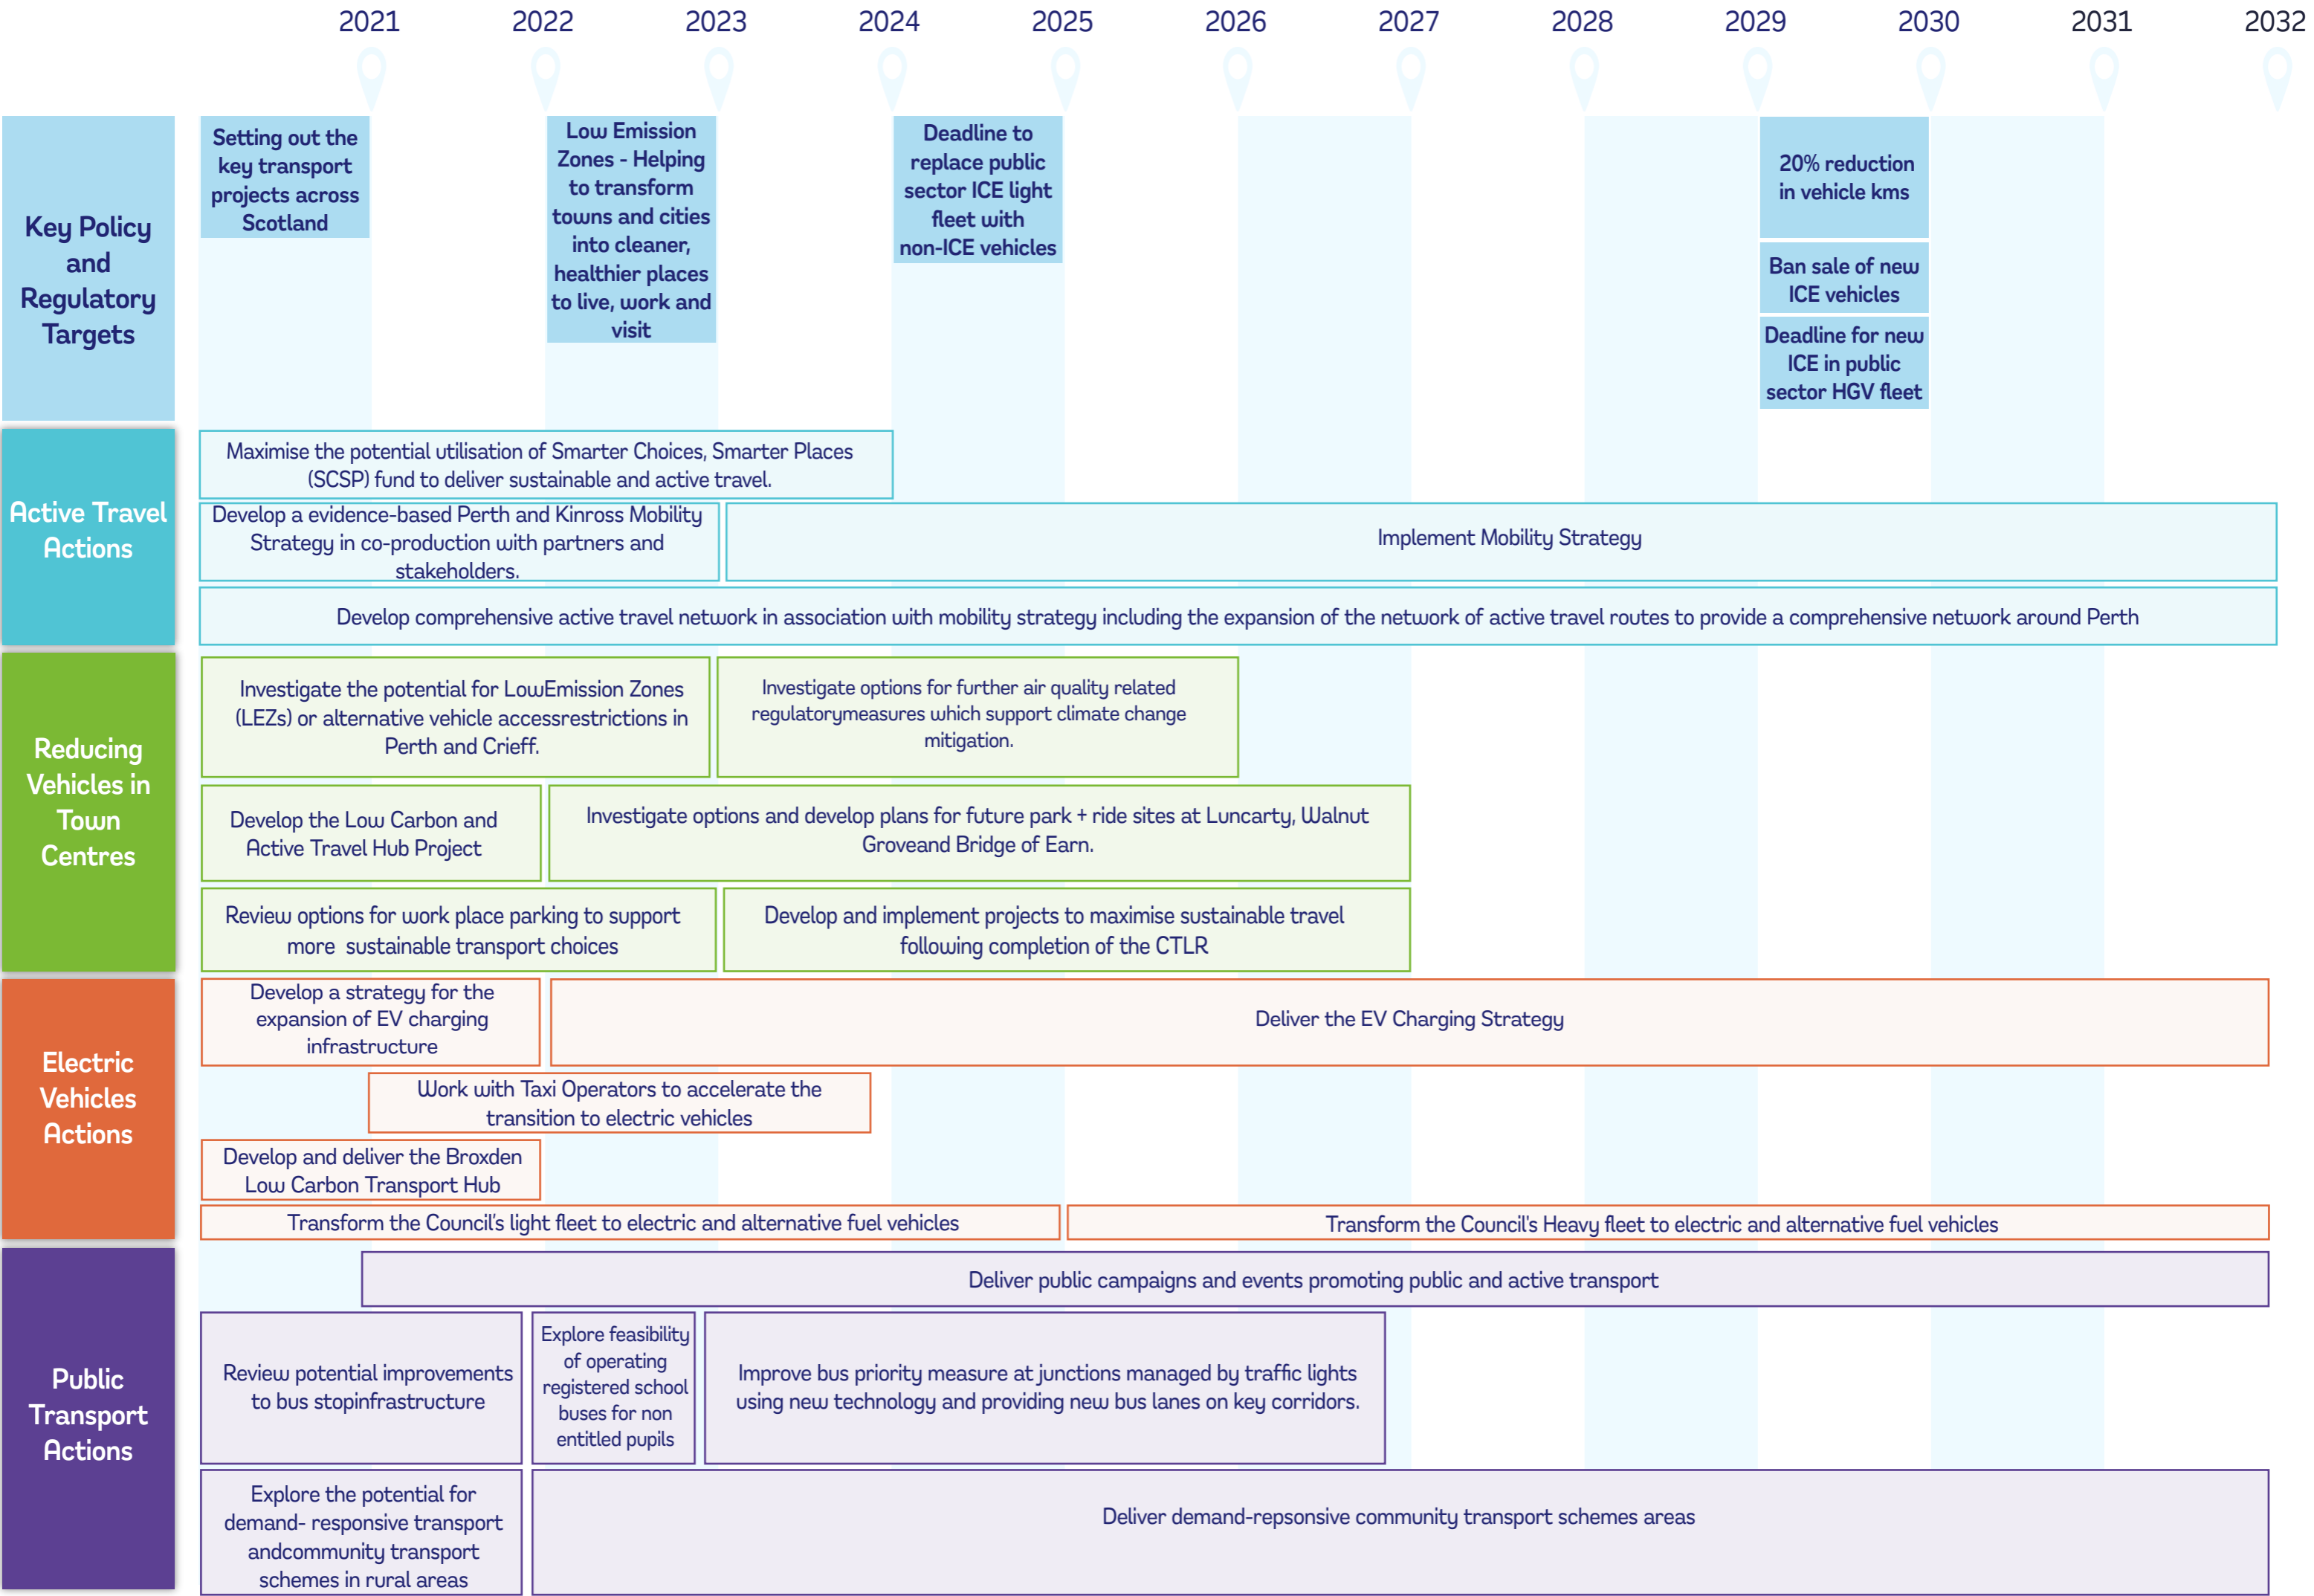 2021 2022 2023 2024 2025 2026 2027 2028 2029 2030 2031 2032
Key Policy
and
Regulatory
Targets
Setting out the
key transport
projects across
Scotland
Low Emission
Zones - Helping
to transform
towns and cities
into cleaner,
healthier places
to live, work and
visit
Deadline to
replace public
sector ICE light
fleet with
non-ICE vehicles
20% reduction
in vehicle kms
Ban sale of new
ICE vehicles
Deadline for new
ICE in public
sector HGV fleet
Active Travel
Actions
Maximise the potential utilisation of Smarter Choices, Smarter Places
(SCSP) fund to deliver sustainable and active travel.
Develop a evidence-based Perth and Kinross Mobility
Strategy in co-production with partners and
stakeholders.
Implement Mobility Strategy
Develop comprehensive active travel network in association with mobility strategy including the expansion of the network of active travel routes to provide a comprehensive network around Perth
Reducing
Vehicles in
Town
Centres
Investigate the potential for LowEmission Zones
(LEZs) or alternative vehicle accessrestrictions in
Perth and Crieff.
Investigate options for further air quality related
regulatorymeasures which support climate change
mitigation.
Develop the Low Carbon and
Active Travel Hub Project
Investigate options and develop plans for future park + ride sites at Luncarty, Walnut
Groveand Bridge of Earn.
Review options for work place parking to support
more sustainable transport choices
Develop and implement projects to maximise sustainable travel
following completion of the CTLR
Electric
Vehicles
Actions
Develop a strategy for the
expansion of EV charging
infrastructure
Deliver the EV Charging Strategy
Work with Taxi Operators to accelerate the
transition to electric vehicles
Develop and deliver the Broxden
Low Carbon Transport Hub
Transform the Council's light fleet to electric and alternative fuel vehicles
Transform the Council's Heavy fleet to electric and alternative fuel vehicles
Public
Transport
Actions
Deliver public campaigns and events promoting public and active transport
Review potential improvements
to bus stopinfrastructure
Explore feasibility
of operating
registered school
buses for non
entitled pupils
Improve bus priority measure at junctions managed by traffic lights
using new technology and providing new bus lanes on key corridors.
Explore the potential for
demand- responsive transport
andcommunity transport
schemes in rural areas
Deliver demand-repsonsive community transport schemes areas